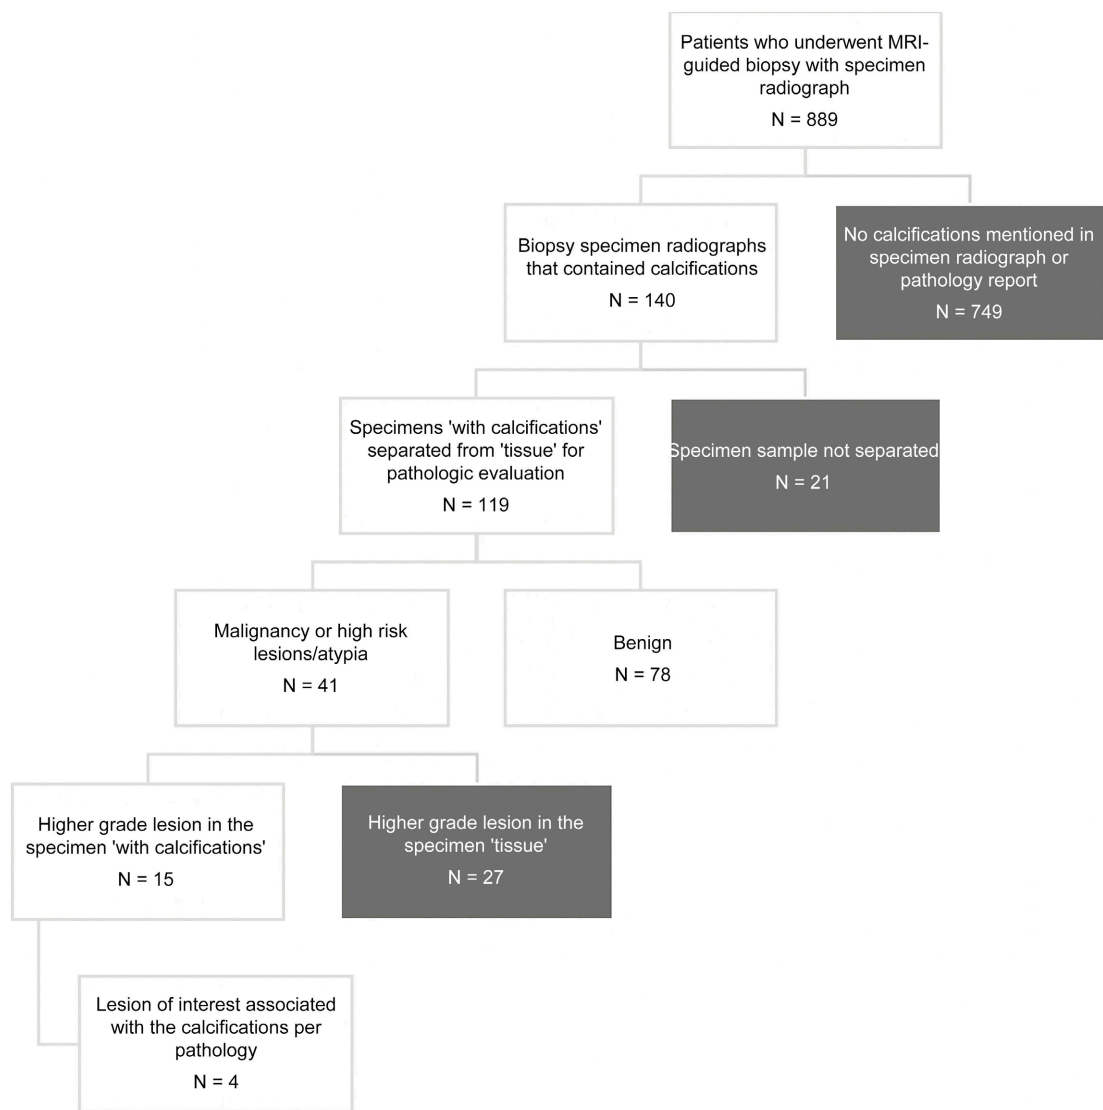 Patients who underwent MRI-
guided biopsy with specimen
radiograph
N = 889
Biopsy specimen radiographs
that contained calcifications
N = 140
No calcifications mentioned in
specimen radiograph or
pathology report
N = 749
Specimens 'with calcifications'
separated from 'tissue' for
pathologic evaluation
N = 119
Specimen sample not separated
N = 21
Malignancy or high risk
lesions/atypia
N = 41
Benign
N = 78
Higher grade lesion in the
specimen 'with calcifications'
N = 15
Higher grade lesion in the
specimen 'tissue'
N = 27
Lesion of interest associated
with the calcifications per
pathology
N = 4